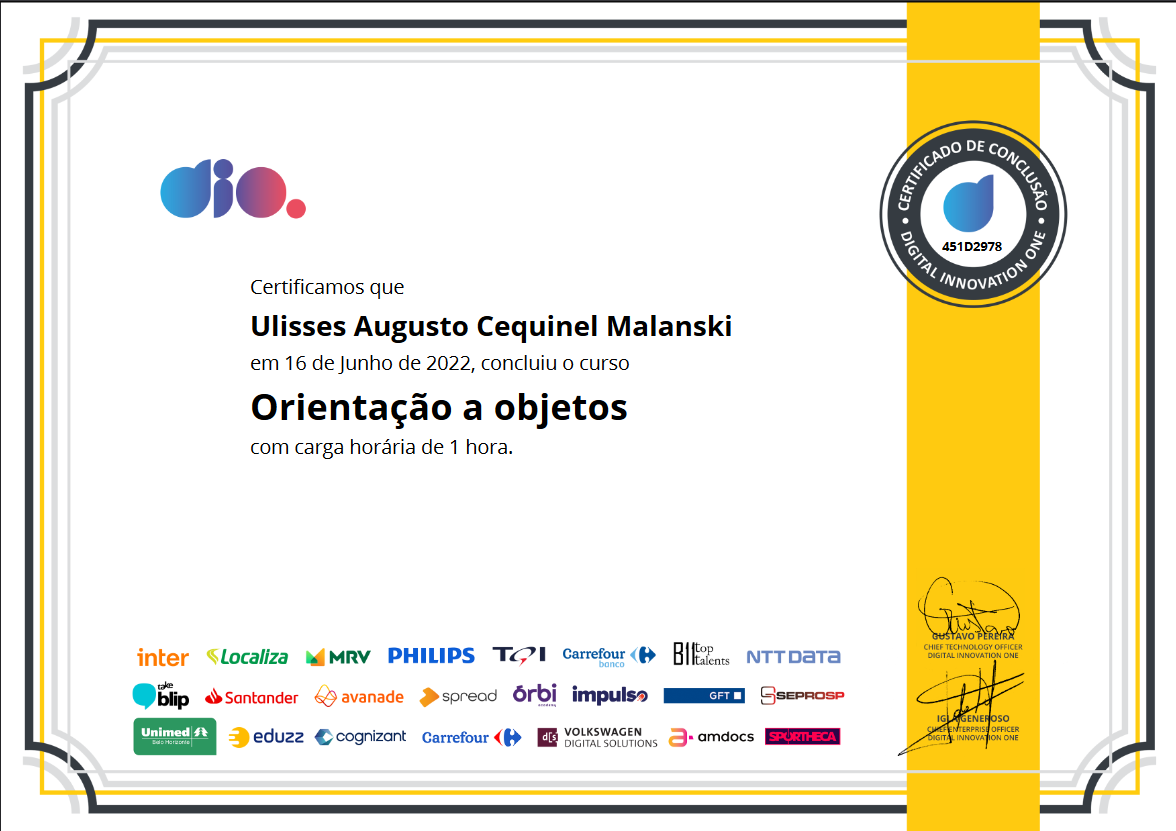 dio.
CERTIFICADO DE CONCLUSÃO
451D2978
DIGITAL INNOVATION ONE
Certificamos que
Ulisses Augusto Cequinel Malanski
em 16 de Junho de 2022, concluiu o curso
Orientação a objetos
com carga horária de 1 hora.
inter Localiza MRV PHILIPS TQI Carrefour banco B11 top talents NTT DATA
take blip Santander avanade spread órbi impulso GFT SEPROSP
Unimed Belo Horizonte eduzz cognizant Carrefour d[s] VOLKSWAGEN DIGITAL SOLUTIONS amdocs SPORTHECA
Gustavo
GUSTAVO PEREIRA
CHIEF TECHNOLOGY OFFICER
DIGITAL INNOVATION ONE
GENEROSO
CHIEF ENTERPRISE OFFICER
DIGITAL INNOVATION ONE